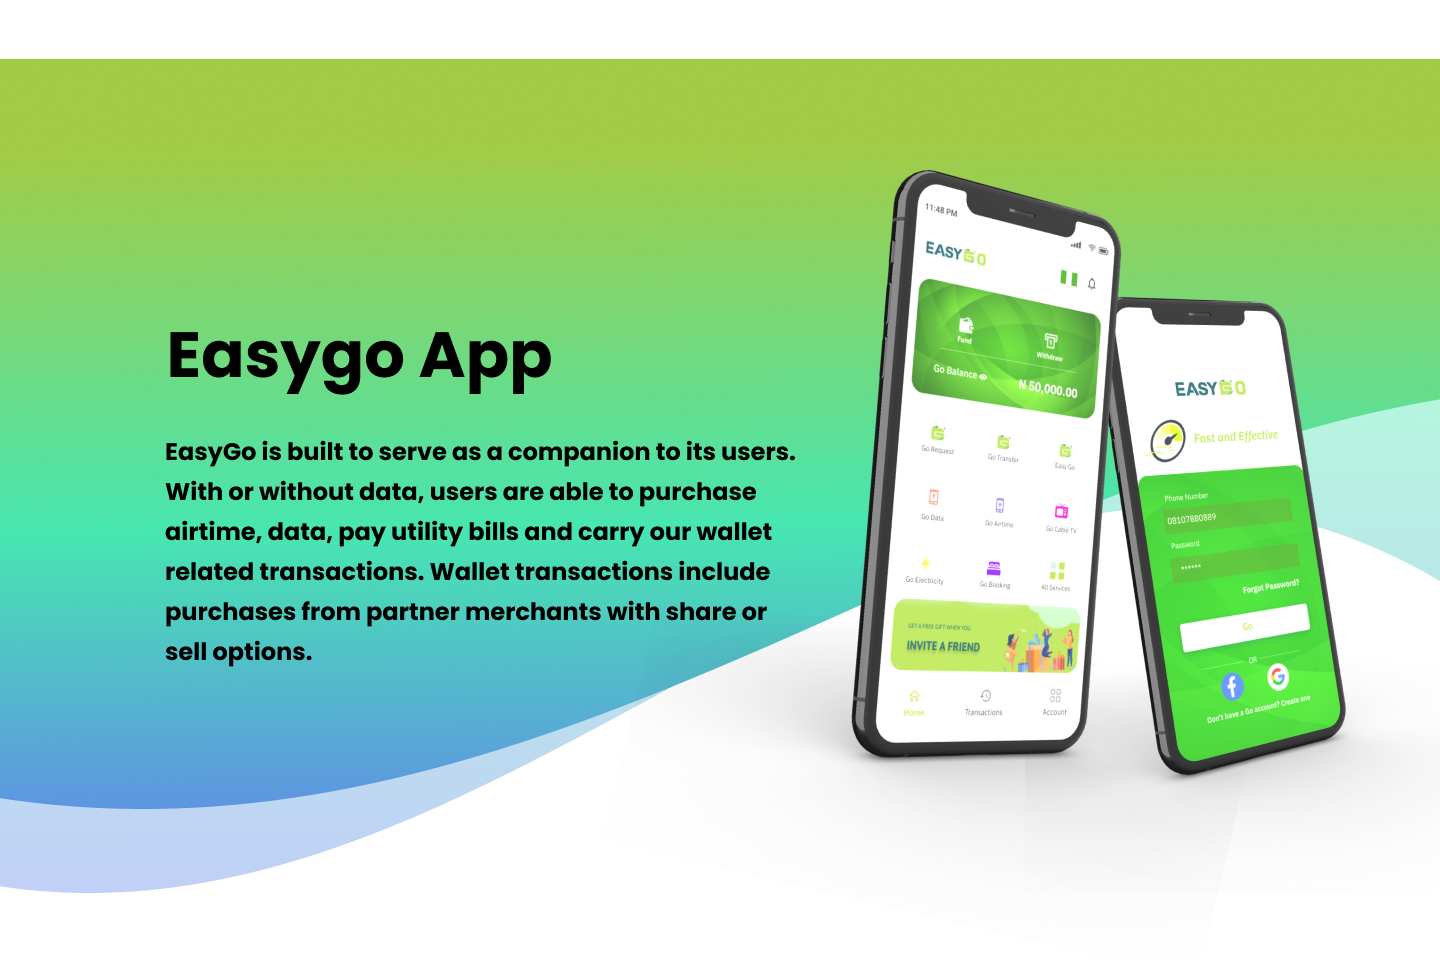 Easygo App
EasyGo is built to serve as a companion to its users.
With or without data, users are able to purchase
airtime, data, pay utility bills and carry our wallet
related transactions. Wallet transactions include
purchases from partner merchants with share or
sell options.
11:48 PM
EASYGO
Fund
Withdraw
Go Balance
N 50,000.00
Go Request
Go Transfer
Easy Go
Go Data
Go Airtime
Go Cable TV
Go Electricity
Go Booking
All Services
GET A FREE GIFT WHEN YOU
INVITE A FRIEND
Home
Transactions
Account
EASYGO
Fast and Effective
Phone Number
08107880889
Password
******
Forgot Password?
Go
OR
Don't have a Go account? Create one